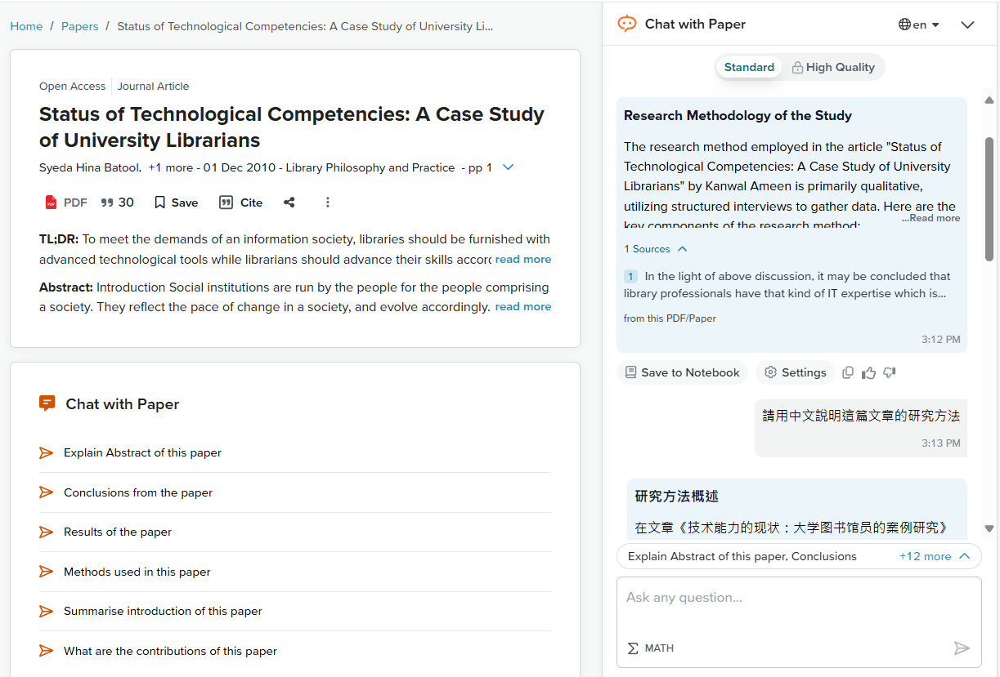 Home / Papers / Status of Technological Competencies: A Case Study of University Li...
Open Access Journal Article
Status of Technological Competencies: A Case Study
of University Librarians
Syeda Hina Batool, +1 more - 01 Dec 2010 - Library Philosophy and Practice - pp 1
PDF 30 Save Cite
TL;DR: To meet the demands of an information society, libraries should be furnished with
advanced technological tools while librarians should advance their skills accord read more
Abstract: Introduction Social institutions are run by the people for the people comprising
a society. They reflect the pace of change in a society, and evolve accordingly. read more
Chat with Paper
Explain Abstract of this paper
Conclusions from the paper
Results of the paper
Methods used in this paper
Summarise introduction of this paper
What are the contributions of this paper
Chat with Paper en
Standard High Quality
Research Methodology of the Study
The research method employed in the article "Status of
Technological Competencies: A Case Study of University
Librarians" by Kanwal Ameen is primarily qualitative,
utilizing structured interviews to gather data. Here are the
key components of the research method: ...Read more
1 Sources
1 In the light of above discussion, it may be concluded that
library professionals have that kind of IT expertise which is...
from this PDF/Paper
3:12 PM
Save to Notebook Settings
請用中文說明這篇文章的研究方法
3:13 PM
研究方法概述
在文章《技术能力的现状：大学图书馆员的案例研究》
Explain Abstract of this paper, Conclusions +12 more
Ask any question...
MATH